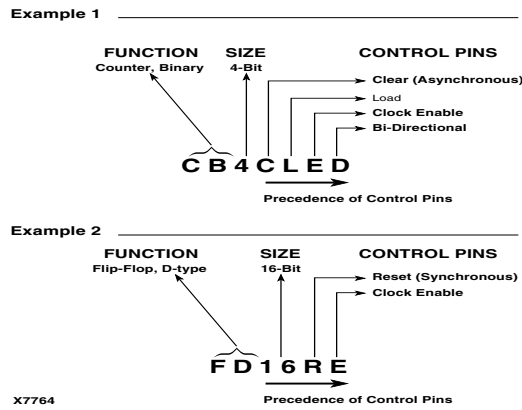 Example 1
FUNCTION SIZE CONTROL PINS
Counter, Binary 4-Bit
Clear (Asynchronous)
Load
Clock Enable
Bi-Directional
C B 4 C L E D
Precedence of Control Pins
Example 2
FUNCTION SIZE CONTROL PINS
Flip-Flop, D-type 16-Bit
Reset (Synchronous)
Clock Enable
F D 1 6 R E
X7764 Precedence of Control Pins